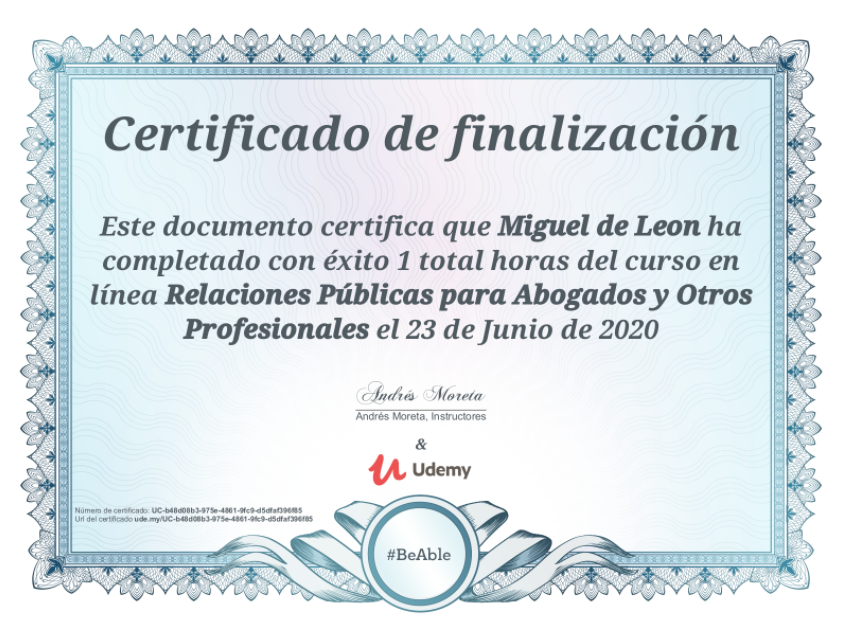 Certificado de finalización
Este documento certifica que Miguel de Leon ha
completado con éxito 1 total horas del curso en
línea Relaciones Públicas para Abogados y Otros
Profesionales el 23 de Junio de 2020
Andrés Moreta
Andrés Moreta, Instructores
&
Udemy
Número de certificado: UC-b48d08b3-975e-4861-9fc9-d5dfaf396f85
Url del certificado ude.my/UC-b48d08b3-975e-4861-9fc9-d5dfaf396f85
#BeAble